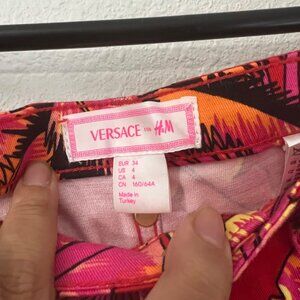 VERSACE FOR H&M
EUR 34
US 4
CA 4
CN 160/64A
Made in
Turkey